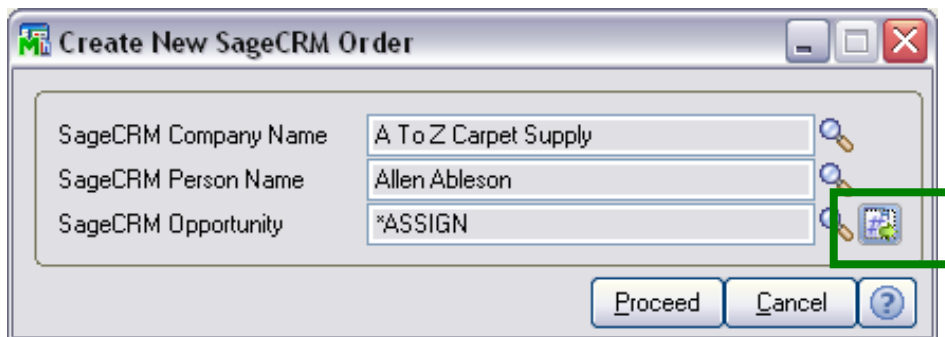 Create New SageCRM Order
SageCRM Company Name A To Z Carpet Supply
SageCRM Person Name Allen Ableson
SageCRM Opportunity *ASSIGN
Proceed Cancel ?